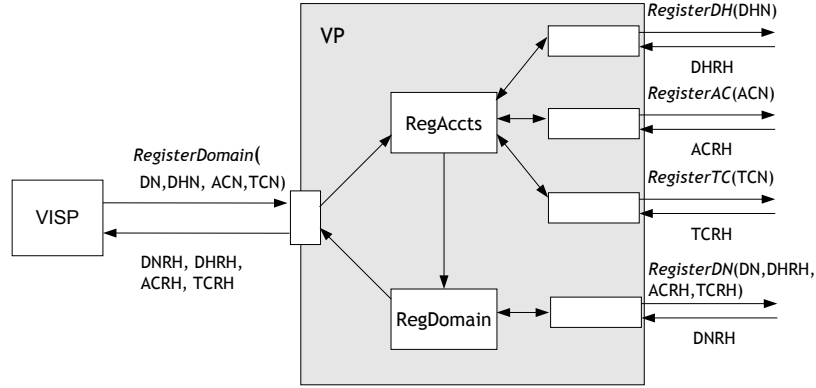 VP
RegisterDH(DHN)
DHRH
RegAccts
RegisterAC(ACN)
ACRH
RegisterDomain(
DN,DHN, ACN,TCN)
RegisterTC(TCN)
TCRH
VISP
DNRH, DHRH,
ACRH, TCRH
RegDomain
RegisterDN(DN,DHRH,
ACRH,TCRH)
DNRH